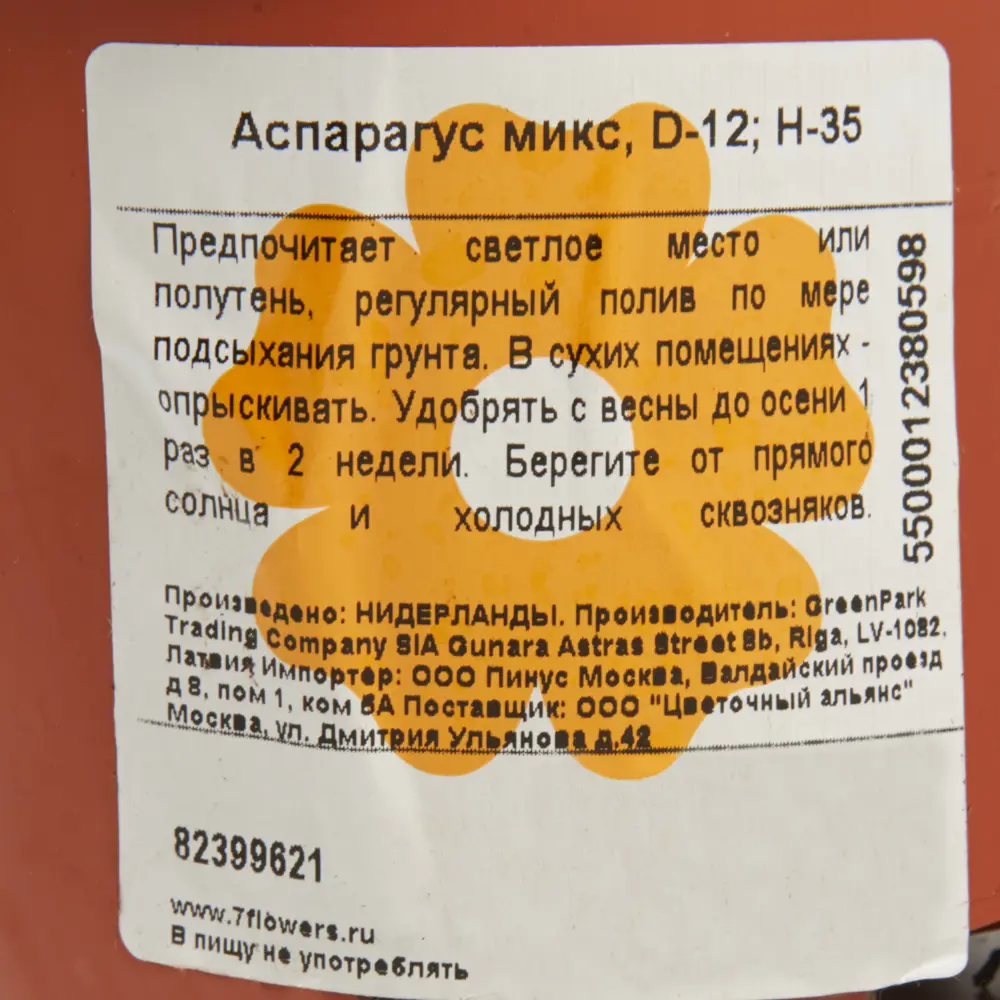 Аспарагус микс, D-12; H-35
Предпочитает светлое место или
полутень, регулярный полив по мере
подсыхания грунта. В сухих помещениях -
опрыскивать. Удобрять с весны до осени 1
раз в 2 недели. Берегите от прямого
солнца и холодных сквозняков.
5500012380598
Произведено: НИДЕРЛАНДЫ. Производитель: GreenPark
Trading Company SIA Gunara Astras Street 8b, Riga, LV-1082,
Латвия Импортер: ООО Пинус Москва, Валдайский проезд
д 8, пом 1, ком 6А Поставщик: ООО "Цветочный альянс"
Москва, ул. Дмитрия Ульянова д.42
82399621
www.7flowers.ru
В пищу не употреблять